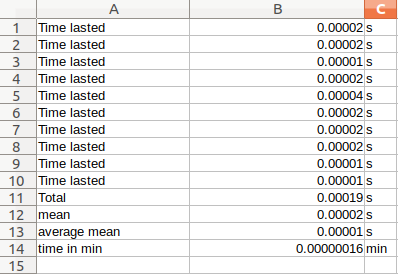 A B C
1 Time lasted 0.00002 s
2 Time lasted 0.00002 s
3 Time lasted 0.00001 s
4 Time lasted 0.00002 s
5 Time lasted 0.00004 s
6 Time lasted 0.00002 s
7 Time lasted 0.00002 s
8 Time lasted 0.00002 s
9 Time lasted 0.00001 s
10 Time lasted 0.00001 s
11 Total 0.00019 s
12 mean 0.00002 s
13 average mean 0.00001 s
14 time in min 0.00000016 min
15